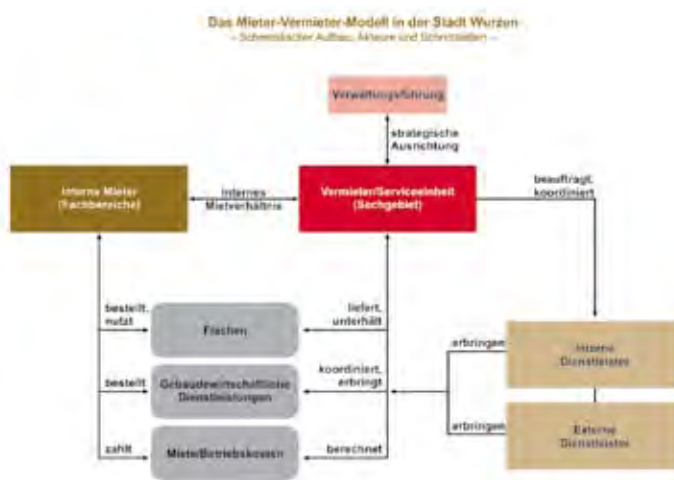 Das Mieter-Vermieter-Modell in der Stadt Wurzen
– Schematischer Aufbau, Akteure und Schnittstellen –
Verwaltungsführung
strategische
Ausrichtung
Interne Mieter
(Fachbereiche)
internes
Mietverhältnis
Vermieter/Serviceeinheit
(Sachgebiet)
beauftragt,
koordiniert
bestellt,
nutzt
Flächen
liefert,
unterhält
bestellt
Gebäudewirtschaftliche
Dienstleistungen
koordiniert,
erbringt
zahlt
Miete/Betriebskosten
berechnet
erbringen
Interne
Dienstleister
erbringen
Externe
Dienstleister